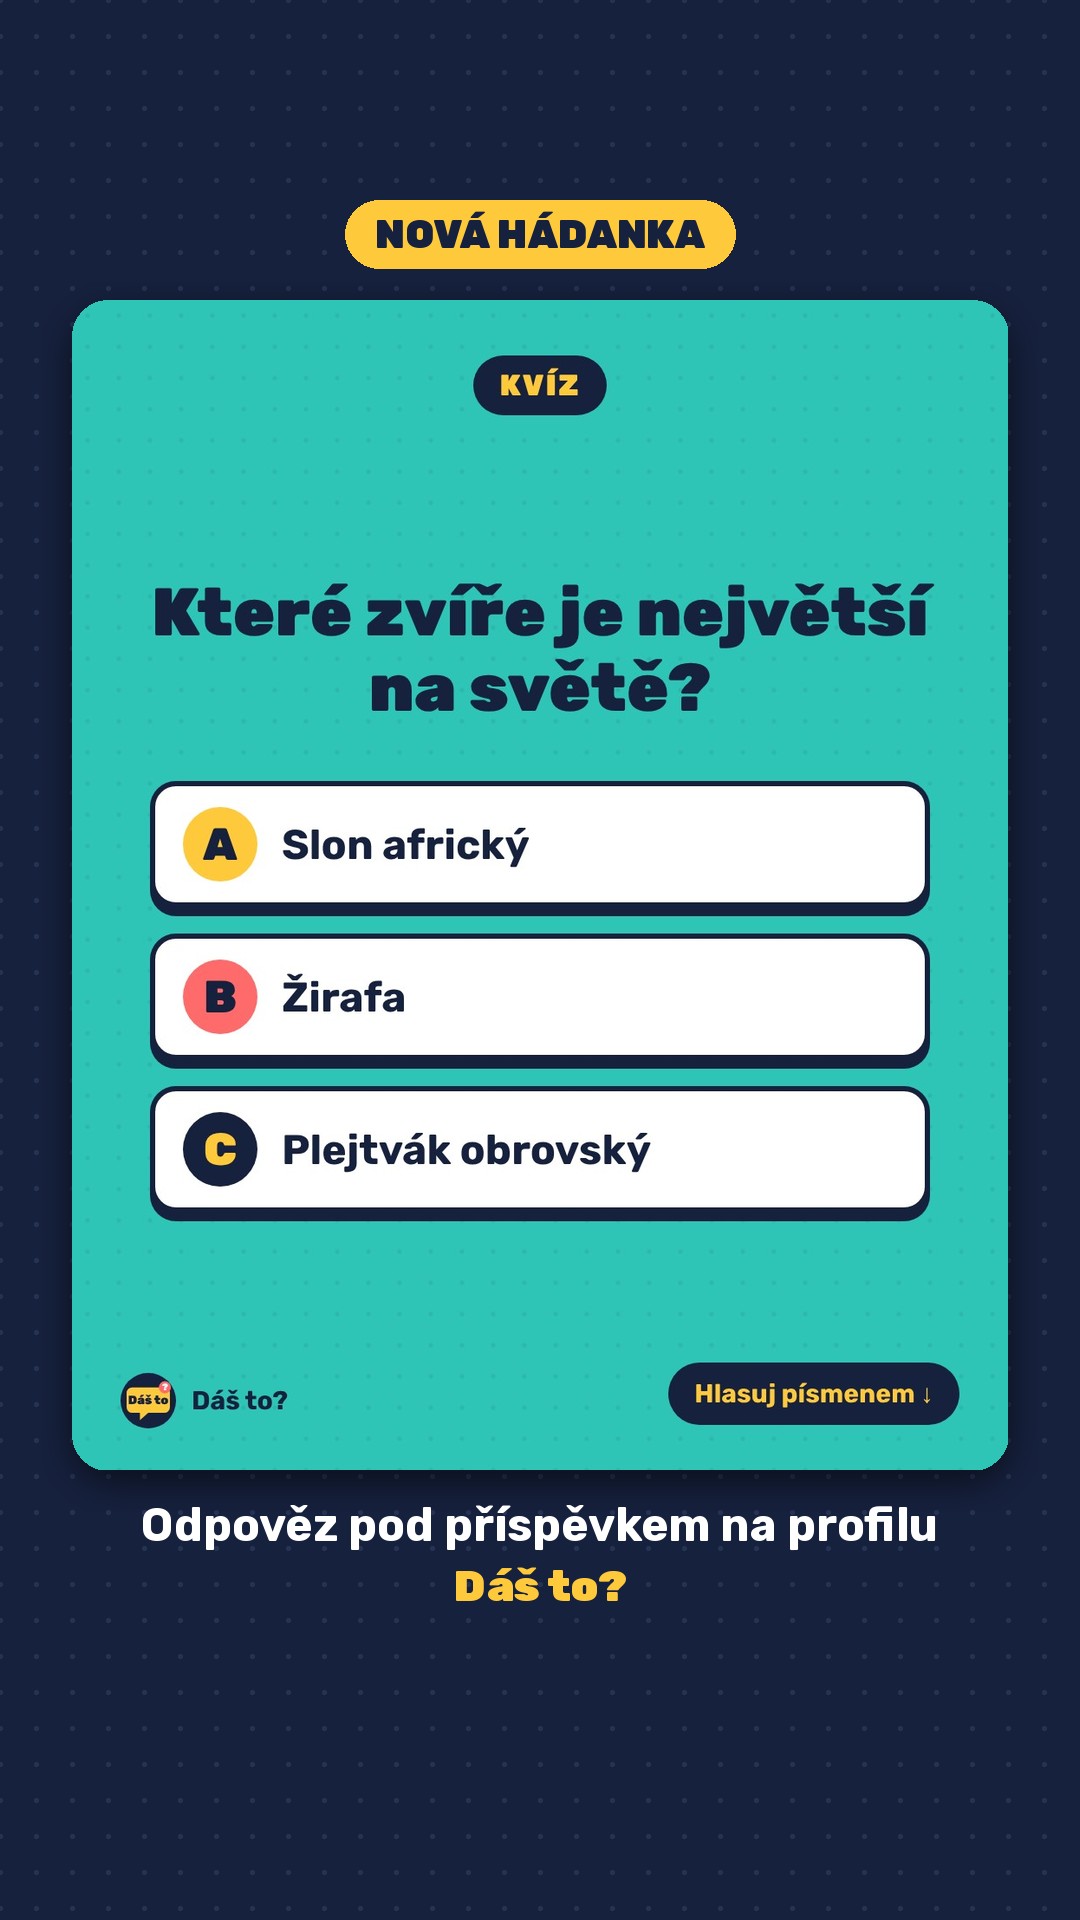 NOVÁ HÁDANKA
KVÍZ
Které zvíře je největší
na světě?
A Slon africký
B Žirafa
C Plejtvák obrovský
Dáš to ?
Dáš to?
Hlasuj písmenem ↓
Odpověz pod příspěvkem na profilu
Dáš to?